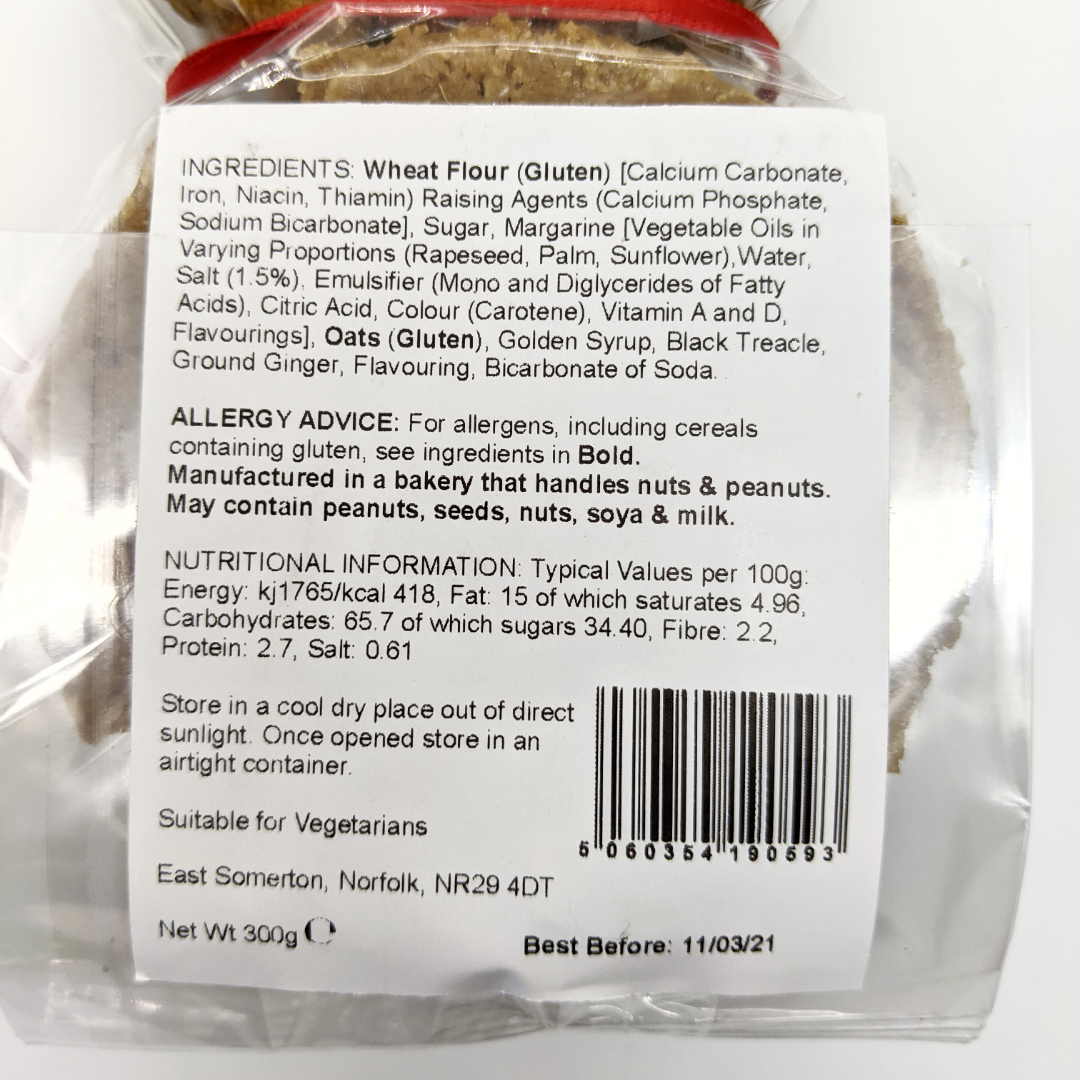 INGREDIENTS: Wheat Flour (Gluten) [Calcium Carbonate,
Iron, Niacin, Thiamin) Raising Agents (Calcium Phosphate,
Sodium Bicarbonate], Sugar, Margarine [Vegetable Oils in
Varying Proportions (Rapeseed, Palm, Sunflower),Water,
Salt (1.5%), Emulsifier (Mono and Diglycerides of Fatty
Acids), Citric Acid, Colour (Carotene), Vitamin A and D,
Flavourings], Oats (Gluten), Golden Syrup, Black Treacle,
Ground Ginger, Flavouring, Bicarbonate of Soda.
ALLERGY ADVICE: For allergens, including cereals
containing gluten, see ingredients in Bold.
Manufactured in a bakery that handles nuts & peanuts.
May contain peanuts, seeds, nuts, soya & milk.
NUTRITIONAL INFORMATION: Typical Values per 100g:
Energy: kj1765/kcal 418, Fat: 15 of which saturates 4.96,
Carbohydrates: 65.7 of which sugars 34.40, Fibre: 2.2,
Protein: 2.7, Salt: 0.61
Store in a cool dry place out of direct
sunlight. Once opened store in an
airtight container.
Suitable for Vegetarians
East Somerton, Norfolk, NR29 4DT
Net Wt 300g
5 060354 190593
Best Before: 11/03/21